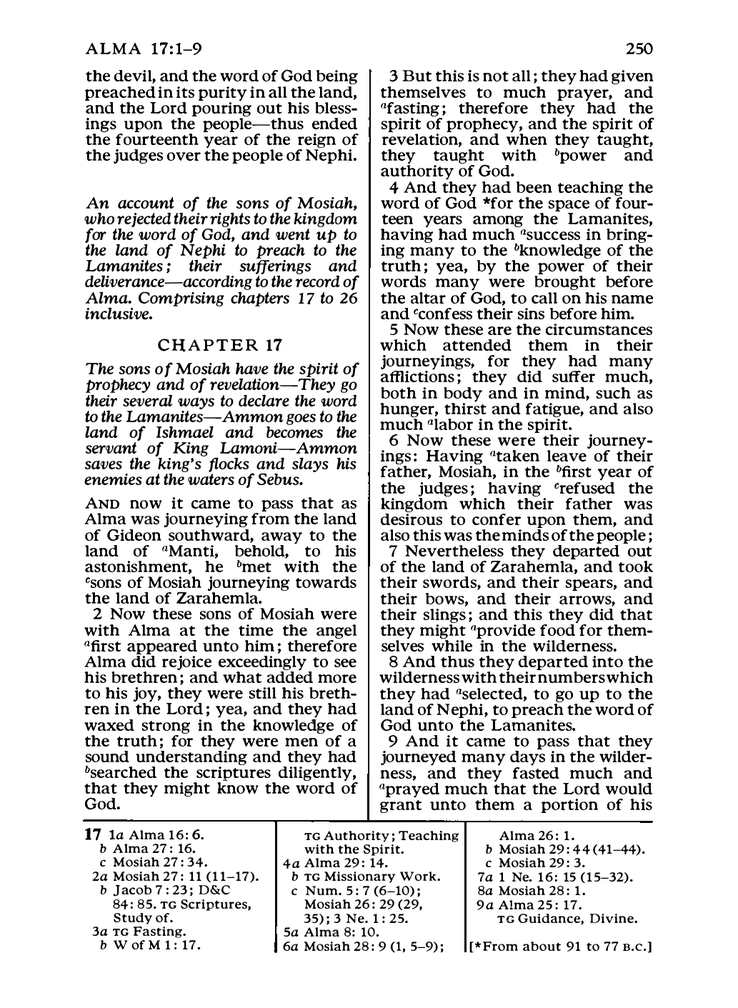 ALMA 17:1–9
250
the devil, and the word of God being
preached in its purity in all the land,
and the Lord pouring out his bless-
ings upon the people—thus ended
the fourteenth year of the reign of
the judges over the people of Nephi.
An account of the sons of Mosiah,
who rejected their rights to the kingdom
for the word of God, and went up to
the land of Nephi to preach to the
Lamanites; their sufferings and
deliverance—according to the record of
Alma. Comprising chapters 17 to 26
inclusive.
CHAPTER 17
The sons of Mosiah have the spirit of
prophecy and of revelation—They go
their several ways to declare the word
to the Lamanites—Ammon goes to the
land of Ishmael and becomes the
servant of King Lamoni—Ammon
saves the king's flocks and slays his
enemies at the waters of Sebus.
AND now it came to pass that as
Alma was journeying from the land
of Gideon southward, away to the
land of aManti, behold, to his
astonishment, he bmet with the
csons of Mosiah journeying towards
the land of Zarahemla.
2 Now these sons of Mosiah were
with Alma at the time the angel
afirst appeared unto him; therefore
Alma did rejoice exceedingly to see
his brethren; and what added more
to his joy, they were still his breth-
ren in the Lord; yea, and they had
waxed strong in the knowledge of
the truth; for they were men of a
sound understanding and they had
bsearched the scriptures diligently,
that they might know the word of
God.
3 But this is not all; they had given
themselves to much prayer, and
afasting; therefore they had the
spirit of prophecy, and the spirit of
revelation, and when they taught,
they taught with bpower and
authority of God.
4 And they had been teaching the
word of God *for the space of four-
teen years among the Lamanites,
having had much asuccess in bring-
ing many to the bknowledge of the
truth; yea, by the power of their
words many were brought before
the altar of God, to call on his name
and cconfess their sins before him.
5 Now these are the circumstances
which attended them in their
journeyings, for they had many
afflictions; they did suffer much,
both in body and in mind, such as
hunger, thirst and fatigue, and also
much alabor in the spirit.
6 Now these were their journey-
ings: Having ataken leave of their
father, Mosiah, in the bfirst year of
the judges; having crefused the
kingdom which their father was
desirous to confer upon them, and
also this was the minds of the people;
7 Nevertheless they departed out
of the land of Zarahemla, and took
their swords, and their spears, and
their bows, and their arrows, and
their slings; and this they did that
they might aprovide food for them-
selves while in the wilderness.
8 And thus they departed into the
wilderness with their numbers which
they had aselected, to go up to the
land of Nephi, to preach the word of
God unto the Lamanites.
9 And it came to pass that they
journeyed many days in the wilder-
ness, and they fasted much and
aprayed much that the Lord would
grant unto them a portion of his
17 1a Alma 16: 6.
b Alma 27: 16.
c Mosiah 27: 34.
2a Mosiah 27: 11 (11–17).
b Jacob 7: 23; D&C
84: 85. TG Scriptures,
Study of.
3a TG Fasting.
b W of M 1: 17.
TG Authority; Teaching
with the Spirit.
4a Alma 29: 14.
b TG Missionary Work.
c Num. 5: 7 (6–10);
Mosiah 26: 29 (29,
35); 3 Ne. 1: 25.
5a Alma 8: 10.
6a Mosiah 28: 9 (1, 5–9);
Alma 26: 1.
b Mosiah 29: 44 (41–44).
c Mosiah 29: 3.
7a 1 Ne. 16: 15 (15–32).
8a Mosiah 28: 1.
9a Alma 25: 17.
TG Guidance, Divine.
[*From about 91 to 77 B.C.]